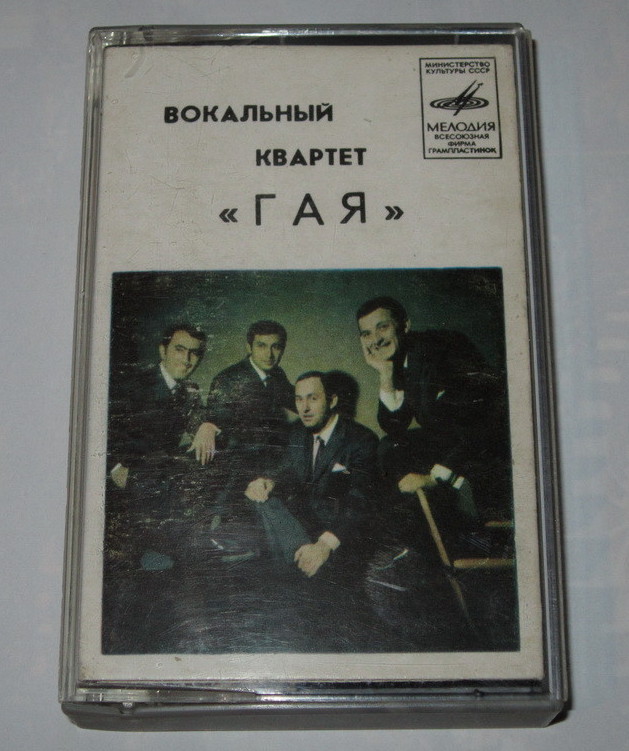 МИНИСТЕРСТВО
КУЛЬТУРЫ СССР
МЕЛОДИЯ
ВСЕСОЮЗНАЯ
ФИРМА
ГРАМПЛАСТИНОК
ВОКАЛЬНЫЙ
КВАРТЕТ
«ГАЯ»